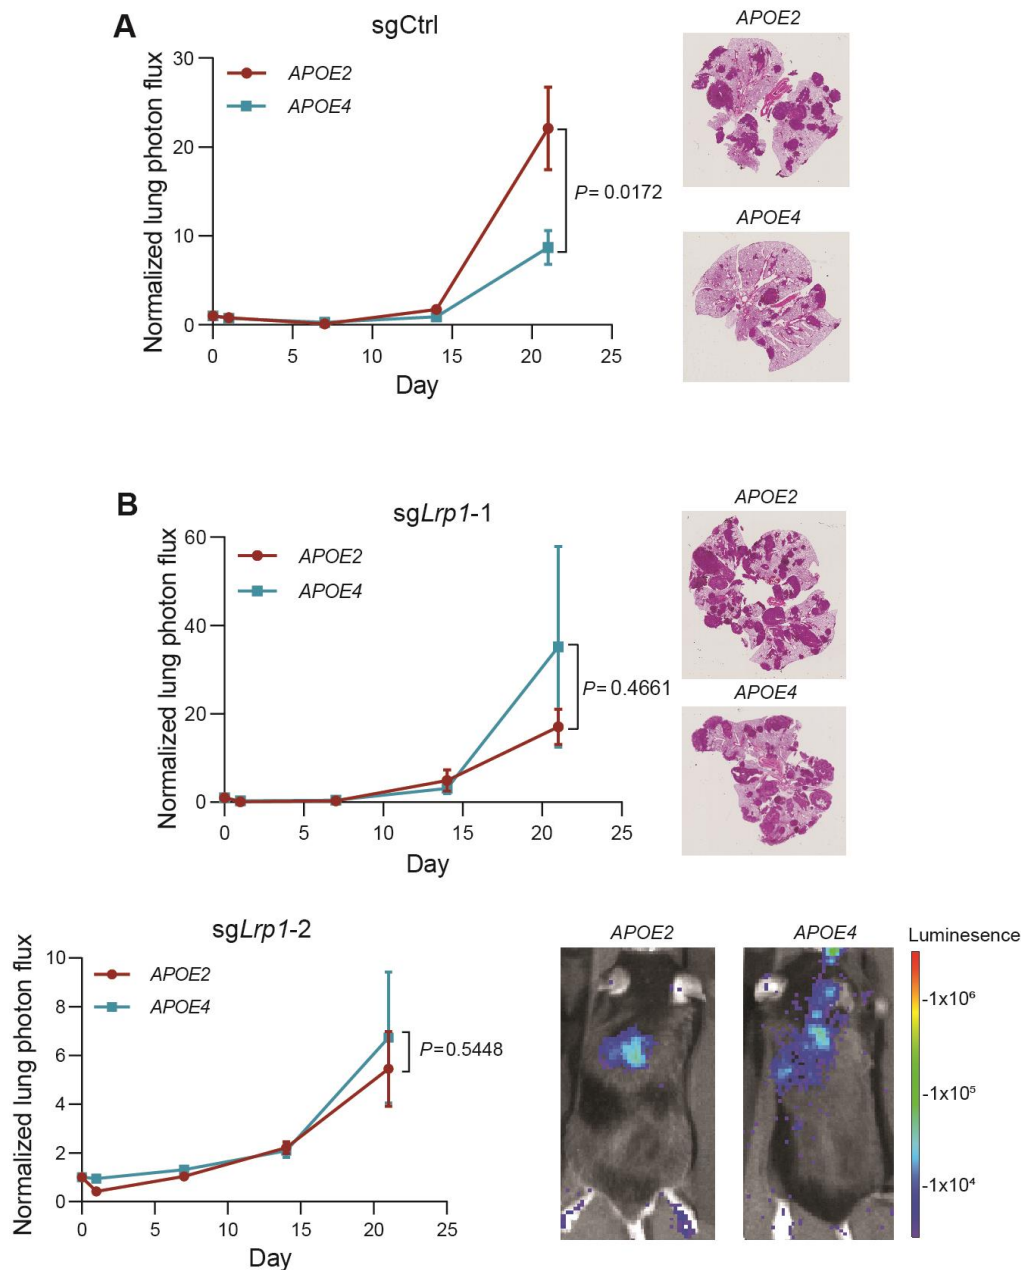 A
sgCtrl
APOE2
APOE4
Normalized lung photon flux
30
20
10
0
0 5 10 15 20 25
Day
P= 0.0172
APOE2
APOE4
B
sgLrp1-1
APOE2
APOE4
Normalized lung photon flux
60
40
20
0
0 5 10 15 20 25
Day
P= 0.4661
APOE2
APOE4
sgLrp1-2
APOE2
APOE4
Normalized lung photon flux
10
8
6
4
2
0
0 5 10 15 20 25
Day
P=0.5448
APOE2
APOE4
Luminesence
-1x10⁶
-1x10⁵
-1x10⁴